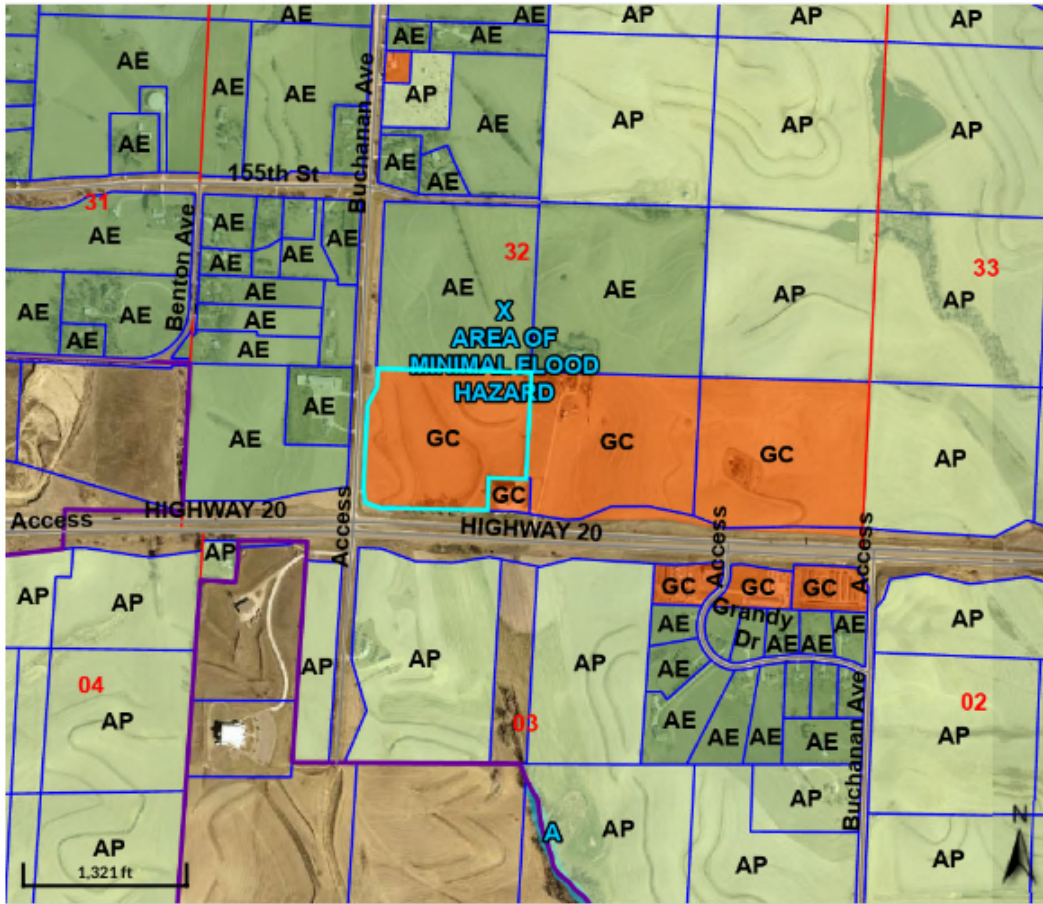 AE
AE
AP
AP
AP
AE
AE
AE
AE
AE
AE
Buchanan Ave
AP
AE
AP
AP
AP
AE
AE
AE
155th St
31
AE
Benton Ave
AE
AE
AE
AE
32
33
AE
AE
AE
AP
AP
AE
AE
AE
AE
AE
AE
X
AREA OF
MINIMAL FLOOD
HAZARD
AE
AE
GC
GC
GC
AP
GC
Access
HIGHWAY 20
Access
HIGHWAY 20
Access
Access
AP
AP
AP
AP
AP
AP
GC
GC
GC
AP
Grandy
Dr
AE
AE
AE
AE
AE
04
03
02
AP
AE
AE
AE
AE
AP
Buchanan Ave
AP
AP
A
AP
AP
AP
1,321 ft
N